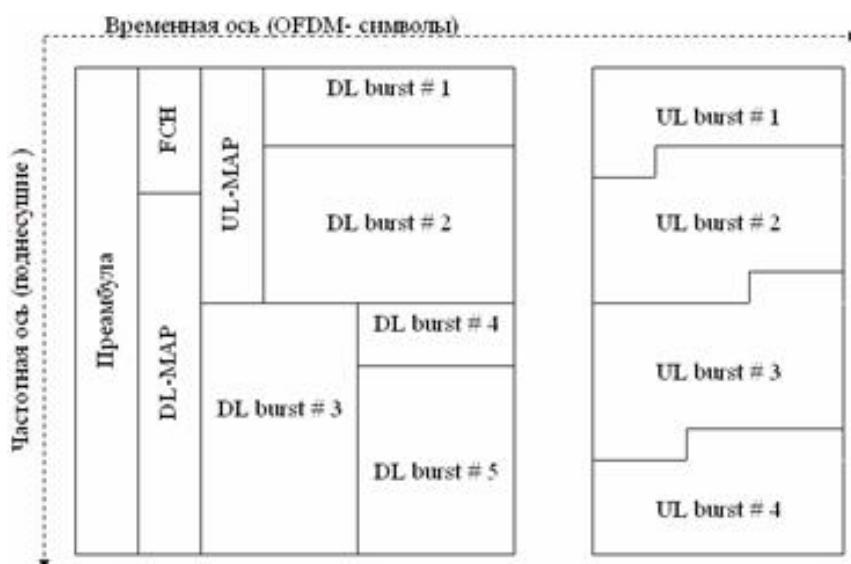 Временная ось (OFDM- символы)
Частотная ось (поднесущие )
Преамбула
FCH
DL-MAP
UL-MAP
DL burst # 1
DL burst # 2
DL burst # 3
DL burst # 4
DL burst # 5
UL burst # 1
UL burst # 2
UL burst # 3
UL burst # 4